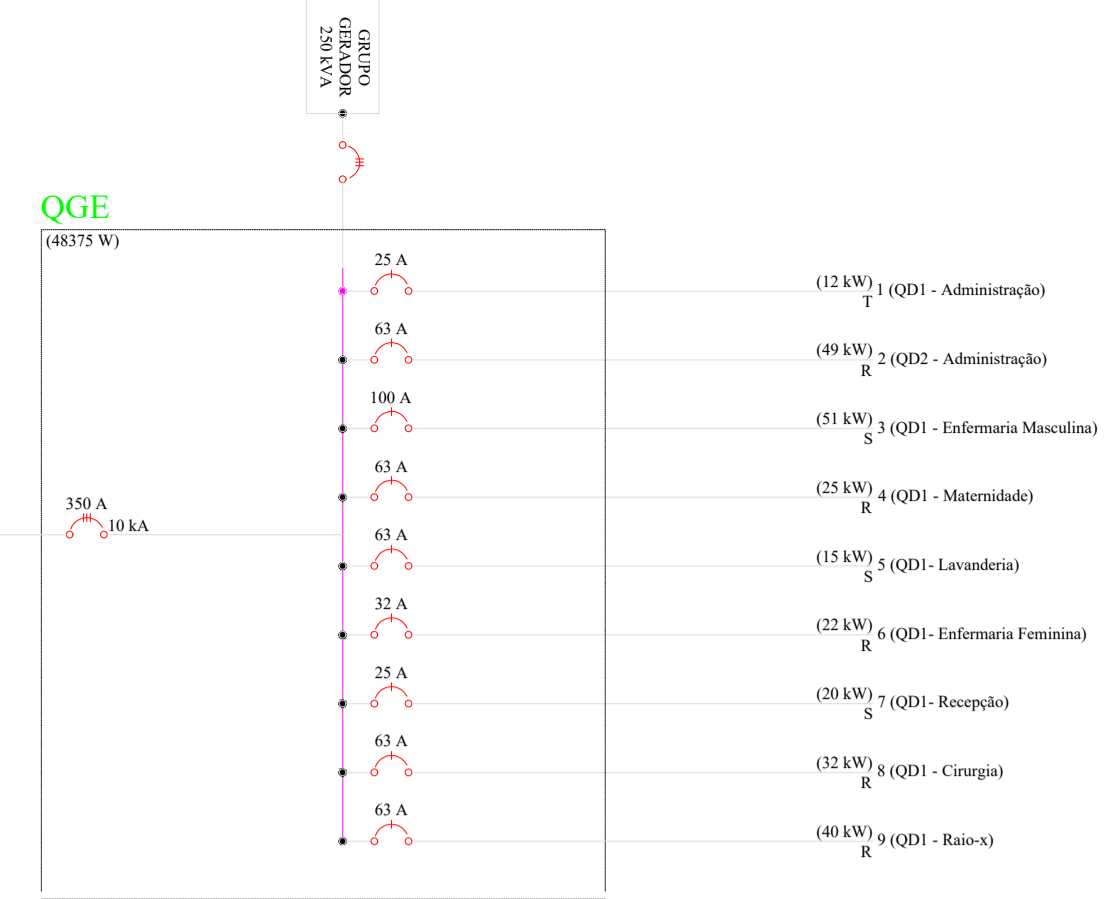 GRUPO
GERADOR
250 kVA
QGE
(48375 W)
25 A
(12 kW)
T
1 (QD1 - Administração)
63 A
(49 kW)
R
2 (QD2 - Administração)
100 A
(51 kW)
S
3 (QD1 - Enfermaria Masculina)
63 A
(25 kW)
R
4 (QD1 - Maternidade)
350 A
10 kA
63 A
(15 kW)
S
5 (QD1- Lavanderia)
32 A
(22 kW)
R
6 (QD1- Enfermaria Feminina)
25 A
(20 kW)
S
7 (QD1- Recepção)
63 A
(32 kW)
R
8 (QD1 - Cirurgia)
63 A
(40 kW)
R
9 (QD1 - Raio-x)